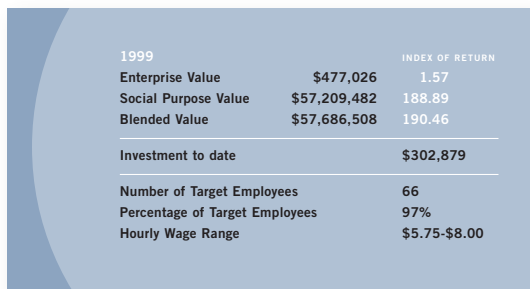 1999 INDEX OF RETURN
Enterprise Value $477,026 1.57
Social Purpose Value $57,209,482 188.89
Blended Value $57,686,508 190.46
Investment to date $302,879
Number of Target Employees 66
Percentage of Target Employees 97%
Hourly Wage Range $5.75-$8.00